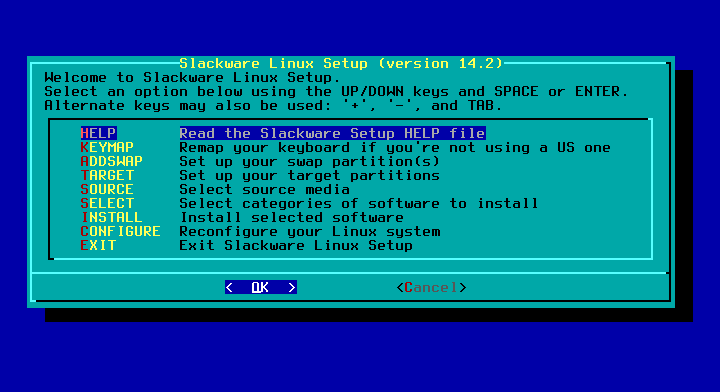 Slackware Linux Setup (version 14.2)
Welcome to Slackware Linux Setup.
Select an option below using the UP/DOWN keys and SPACE or ENTER.
Alternate keys may also be used: '+', '-', and TAB.
HELP Read the Slackware Setup HELP file
KEYMAP Remap your keyboard if you're not using a US one
ADDSWAP Set up your swap partition(s)
TARGET Set up your target partitions
SOURCE Select source media
SELECT Select categories of software to install
INSTALL Install selected software
CONFIGURE Reconfigure your Linux system
EXIT Exit Slackware Linux Setup
< OK > <Cancel>